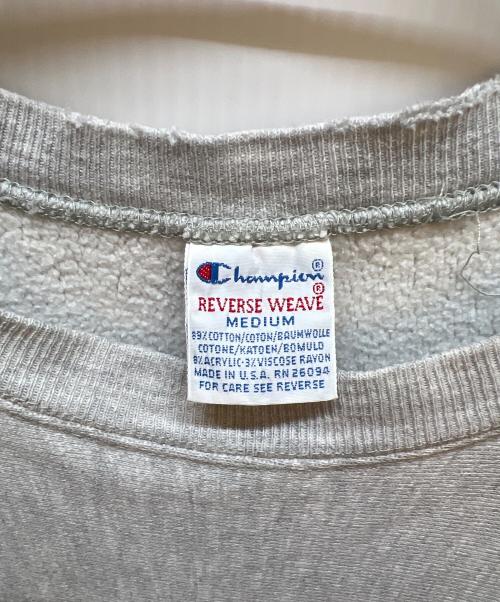 Champion®
REVERSE WEAVE®
MEDIUM
89% COTTON/COTON/BAUMWOLLE
COTONE/KATOEN/BOMULD
8% ACRYLIC·3% VISCOSE RAYON
MADE IN U.S.A. RN 26094
FOR CARE SEE REVERSE